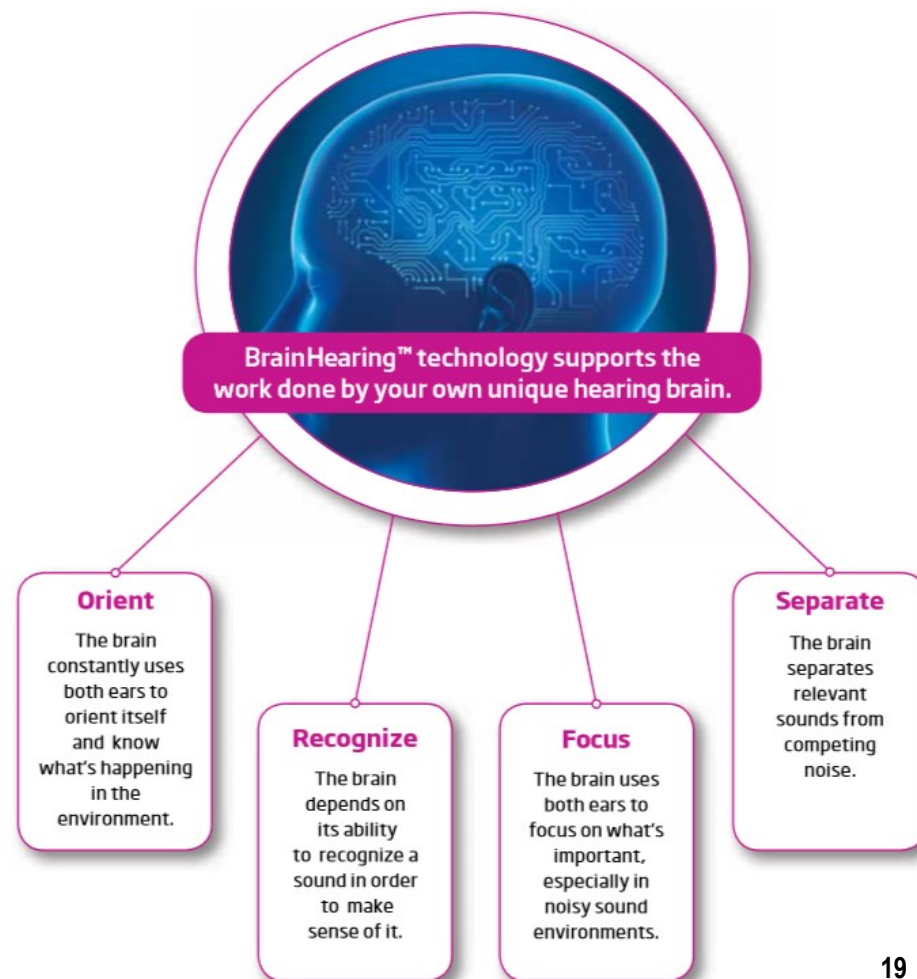 BrainHearing™ technology supports the
work done by your own unique hearing brain.
Orient
The brain
constantly uses
both ears to
orient itself
and know
what's happening
in the
environment.
Recognize
The brain
depends on
its ability
to recognize a
sound in order
to make
sense of it.
Focus
The brain uses
both ears to
focus on what's
important,
especially in
noisy sound
environments.
Separate
The brain
separates
relevant
sounds from
competing
noise.
19